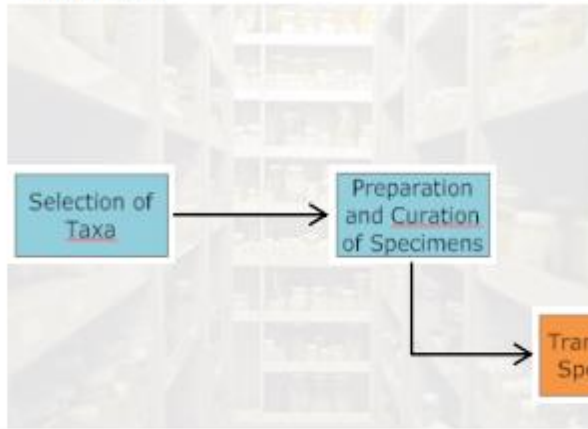 Selection of
Taxa
Preparation
and Curation
of Specimens